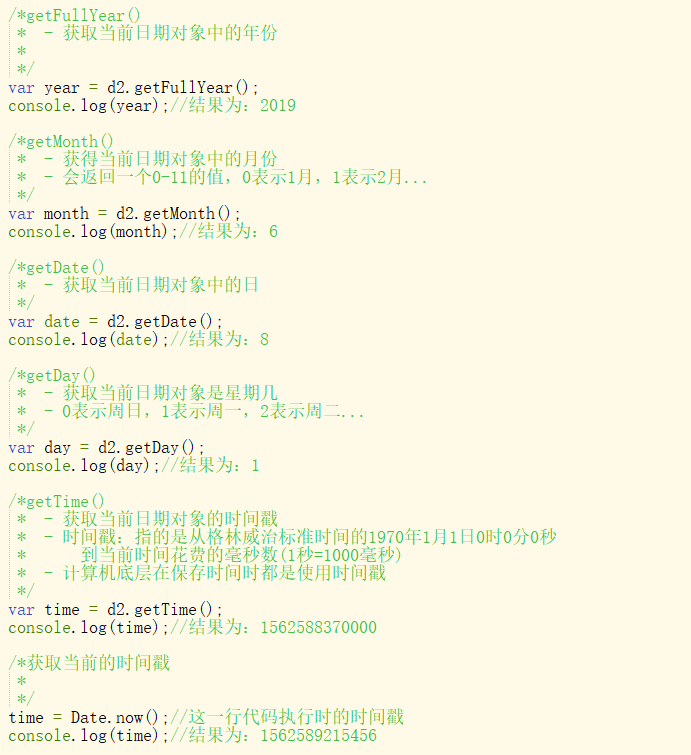 /*getFullYear()
 *  - 获取当前日期对象中的年份
 *
 */
var year = d2.getFullYear();
console.log(year);//结果为：2019
/*getMonth()
 *  - 获得当前日期对象中的月份
 *  - 会返回一个0-11的值，0表示1月，1表示2月...
 */
var month = d2.getMonth();
console.log(month);//结果为：6
/*getDate()
 *  - 获取当前日期对象中的日
 */
var date = d2.getDate();
console.log(date);//结果为：8
/*getDay()
 *  - 获取当前日期对象是星期几
 *  - 0表示周日，1表示周一，2表示周二...
 */
var day = d2.getDay();
console.log(day);//结果为：1
/*getTime()
 *  - 获取当前日期对象的时间戳
 *  - 时间戳：指的是从格林威治标准时间的1970年1月1日0时0分0秒
 *      到当前时间花费的毫秒数(1秒=1000毫秒)
 *  - 计算机底层在保存时间时都是使用时间戳
 */
var time = d2.getTime();
console.log(time);//结果为：1562588370000
/*获取当前的时间戳
 *
 */
time = Date.now();//这一行代码执行时的时间戳
console.log(time);//结果为：1562589215456